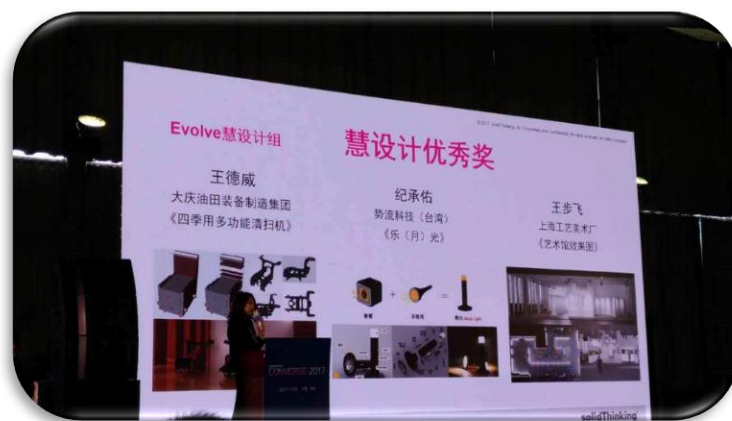 Evolve慧设计组
慧设计优秀奖
王德威
大庆油田装备制造集团
《四季用多功能清扫机》
纪承佑
势流科技（台湾）
《乐（月）光》
王步飞
上海工艺美术厂
《艺术馆效果图》
+
=
CONVERGE 2017
solidThinking